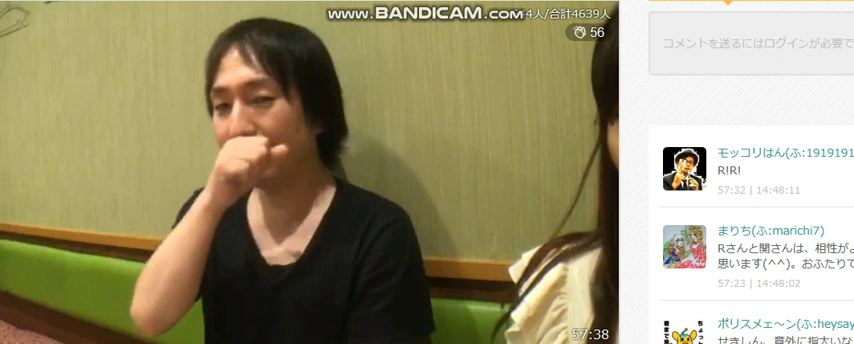 www.BANDICAM.com
4人/合計4639人
56
57:38
コメントを送るにはログインが必要で
モッコリはん(ふ:1919191
R!R!
57:32 | 14:48:11
まりち(ふ:marichi7)
Rさんと関さんは、相性が
思います(^^)。おふたりで
57:23 | 14:48:02
ポリスメェ〜ン(ふ:heysay
せきしん、意外に指太いな